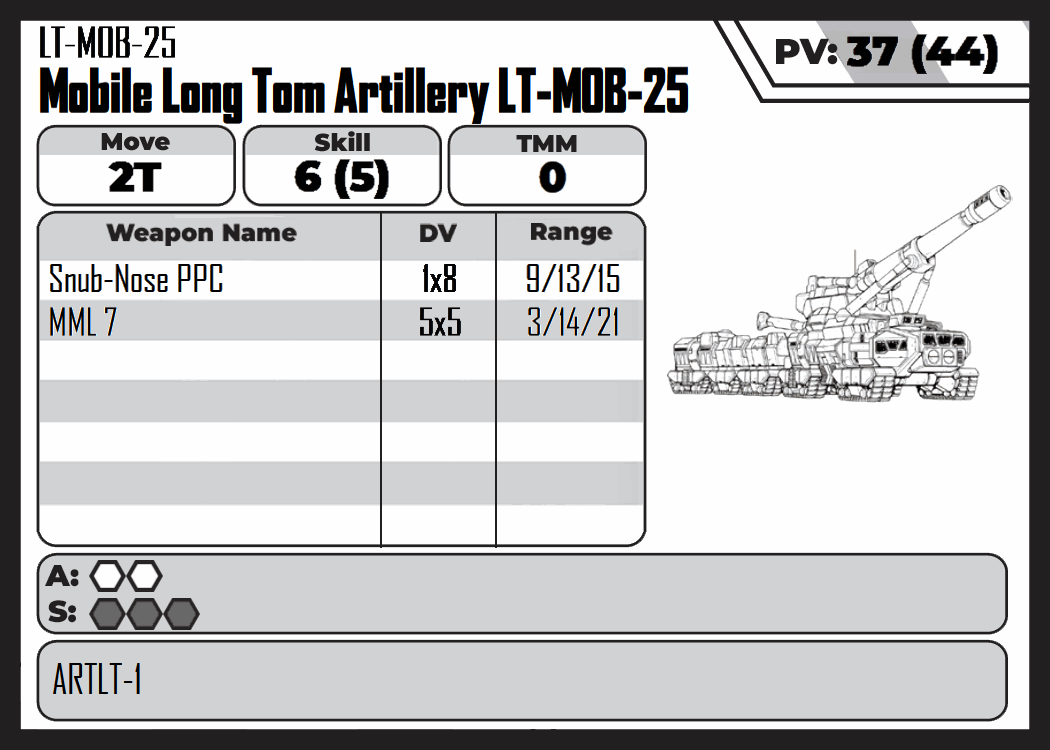 LT-MOB-25
PV: 37 (44)
Mobile Long Tom Artillery LT-MOB-25
Move Skill TMM
2T 6 (5) 0
Weapon Name DV Range
Snub-Nose PPC 1x8 9/13/15
MML 7 5x5 3/14/21
A:
S:
ARTLT-1